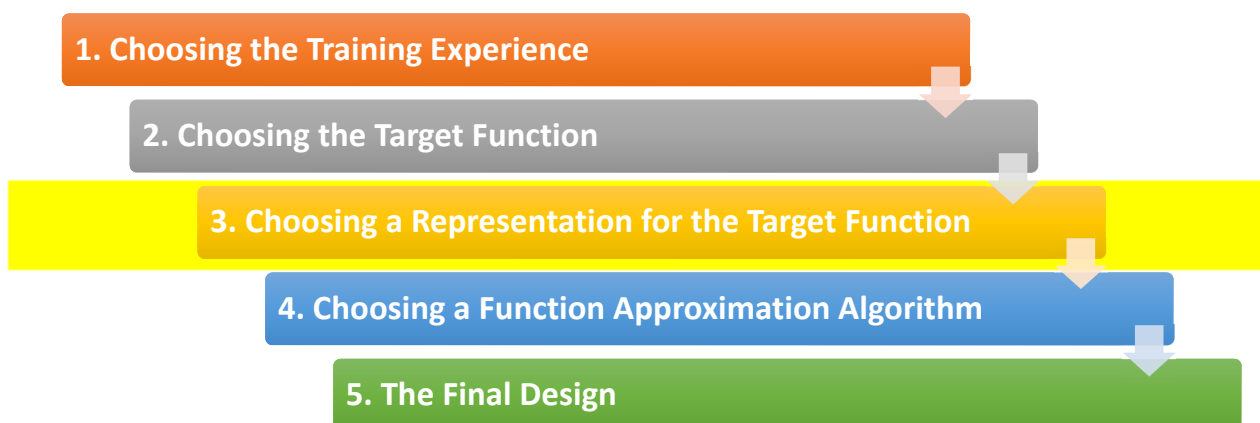 1. Choosing the Training Experience
2. Choosing the Target Function
3. Choosing a Representation for the Target Function
4. Choosing a Function Approximation Algorithm
5. The Final Design